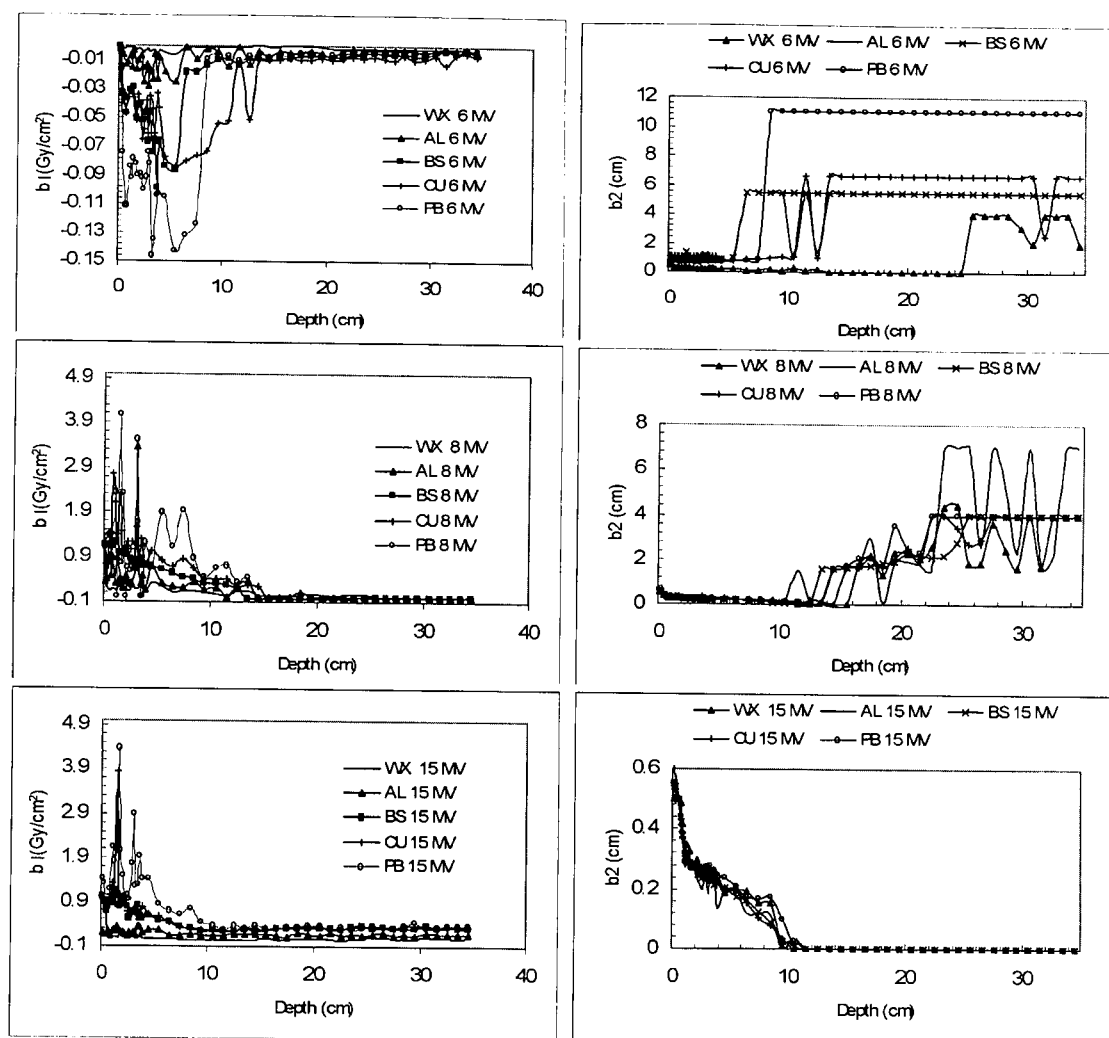 -0.01
-0.03
-0.05
-0.07
-0.09
-0.11
-0.13
-0.15
b1(Gy/cm²)
WX 6 MV
AL 6 MV
BS 6 MV
CU 6 MV
PB 6 MV
0 10 20 30 40
Depth (cm)
WX 6 MV AL 6 MV BS 6 MV
CU 6 MV PB 6 MV
12
10
8
6
4
2
0
b2 (cm)
0 10 20 30
Depth (cm)
4.9
3.9
2.9
1.9
0.9
-0.1
b1(Gy/cm²)
WX 8 MV
AL 8 MV
BS 8 MV
CU 8 MV
PB 8 MV
0 10 20 30 40
Depth (cm)
WX 8 MV AL 8 MV BS 8 MV
CU 8 MV PB 8 MV
8
6
4
2
0
b2 (cm)
0 10 20 30
Depth (cm)
4.9
3.9
2.9
1.9
0.9
-0.1
b1(Gy/cm²)
WX 15 MV
AL 15 MV
BS 15 MV
CU 15 MV
PB 15 MV
0 10 20 30 40
Depth (cm)
WX 15 MV AL 15 MV BS 15 MV
CU 15 MV PB 15 MV
0.6
0.4
0.2
0
b2 (cm)
0 10 20 30
Depth (cm)